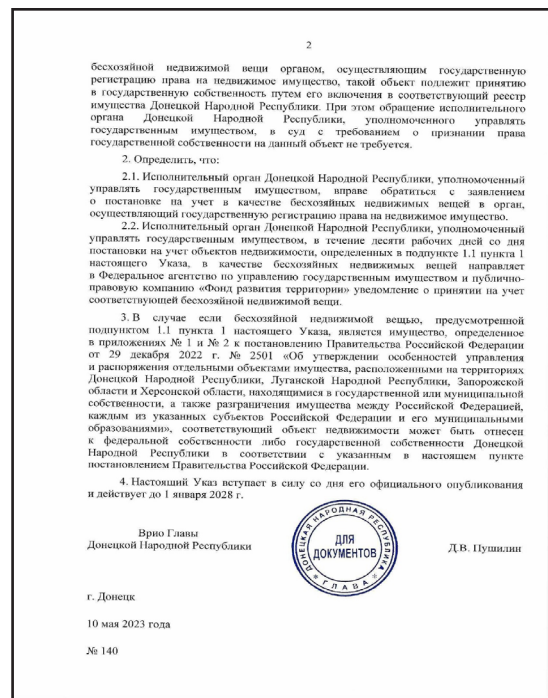 2
бесхозяйной недвижимой вещи органом, осуществляющим государственную
регистрацию права на недвижимое имущество, такой объект подлежит принятию
в государственную собственность путем его включения в соответствующий реестр
имущества Донецкой Народной Республики. При этом обращение исполнительного
органа Донецкой Народной Республики, уполномоченного управлять
государственным имуществом, в суд с требованием о признании права
государственной собственности на данный объект не требуется.
2. Определить, что:
2.1. Исполнительный орган Донецкой Народной Республики, уполномоченный
управлять государственным имуществом, вправе обратиться с заявлением
о постановке на учет в качестве бесхозяйных недвижимых вещей в орган,
осуществляющий государственную регистрацию права на недвижимое имущество.
2.2. Исполнительный орган Донецкой Народной Республики, уполномоченный
управлять государственным имуществом, в течение десяти рабочих дней со дня
постановки на учет объектов недвижимости, определенных в подпункте 1.1 пункта 1
настоящего Указа, в качестве бесхозяйных недвижимых вещей направляет
в Федеральное агентство по управлению государственным имуществом и публично-
правовую компанию «Фонд развития территории» уведомление о принятии на учет
соответствующей бесхозяйной недвижимой вещи.
3. В случае если бесхозяйной недвижимой вещью, предусмотренной
подпунктом 1.1 пункта 1 настоящего Указа, является имущество, определенное
в приложениях № 1 и № 2 к постановлению Правительства Российской Федерации
от 29 декабря 2022 г. № 2501 «Об утверждении особенностей управления
и распоряжения отдельными объектами имущества, расположенными на территориях
Донецкой Народной Республики, Луганской Народной Республики, Запорожской
области и Херсонской области, находящимися в государственной или муниципальной
собственности, а также разграничения имущества между Российской Федерацией,
каждым из указанных субъектов Российской Федерации и его муниципальными
образованиями», соответствующий объект недвижимости может быть отнесен
к федеральной собственности либо государственной собственности Донецкой
Народной Республики в соответствии с указанным в настоящем пункте
постановлением Правительства Российской Федерации.
4. Настоящий Указ вступает в силу со дня его официального опубликования
и действует до 1 января 2028 г.
Врио Главы
Донецкой Народной Республики
ДОНЕЦКАЯ НАРОДНАЯ РЕСПУБЛИКА
ДЛЯ
ДОКУМЕНТОВ
ГЛАВА
Д.В. Пушилин
г. Донецк
10 мая 2023 года
№ 140